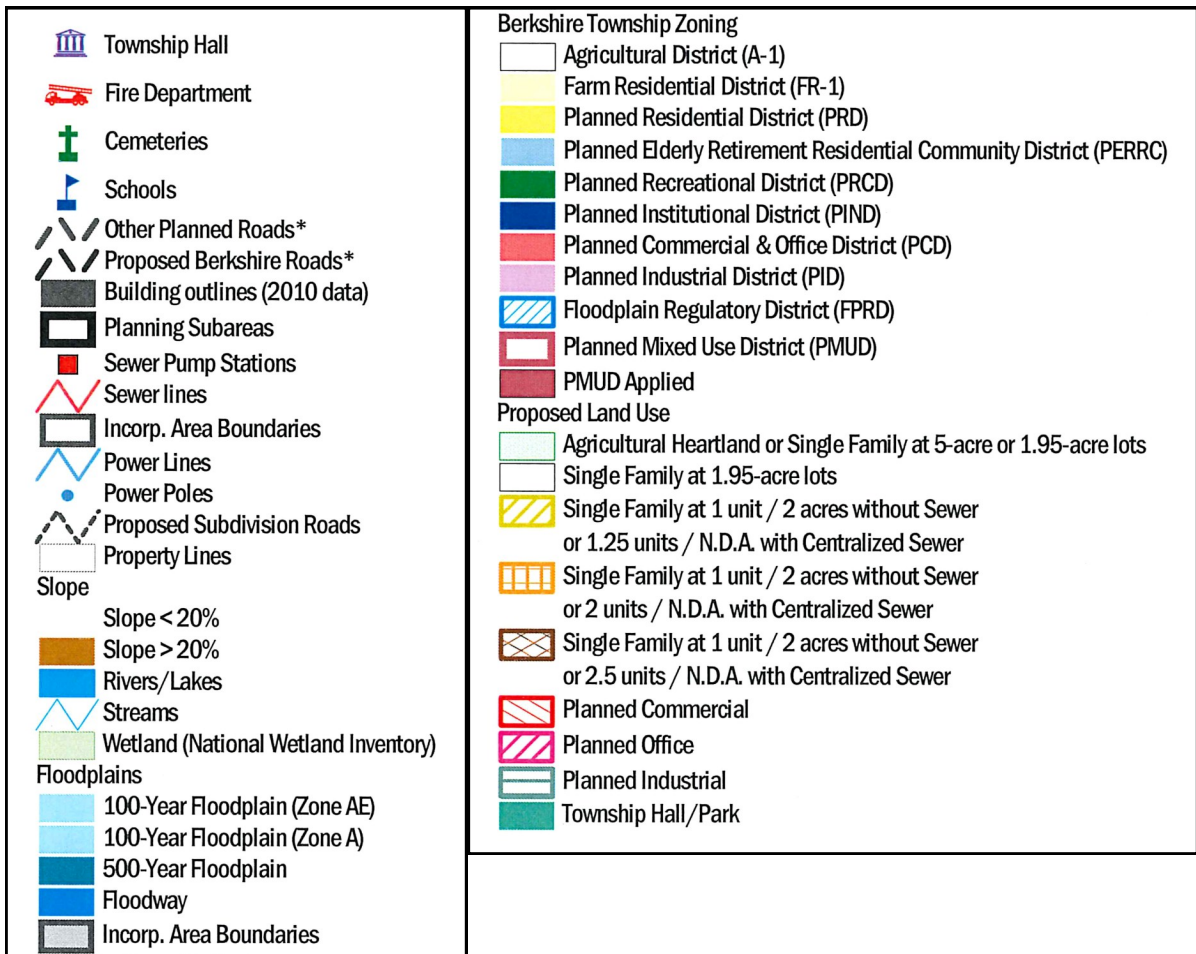 Township Hall
Fire Department
Cemeteries
Schools
Other Planned Roads*
Proposed Berkshire Roads*
Building outlines (2010 data)
Planning Subareas
Sewer Pump Stations
Sewer lines
Incorp. Area Boundaries
Power Lines
Power Poles
Proposed Subdivision Roads
Property Lines
Slope
Slope < 20%
Slope > 20%
Rivers/Lakes
Streams
Wetland (National Wetland Inventory)
Floodplains
100-Year Floodplain (Zone AE)
100-Year Floodplain (Zone A)
500-Year Floodplain
Floodway
Incorp. Area Boundaries
Berkshire Township Zoning
Agricultural District (A-1)
Farm Residential District (FR-1)
Planned Residential District (PRD)
Planned Elderly Retirement Residential Community District (PERRC)
Planned Recreational District (PRCD)
Planned Institutional District (PIND)
Planned Commercial & Office District (PCD)
Planned Industrial District (PID)
Floodplain Regulatory District (FPRD)
Planned Mixed Use District (PMUD)
PMUD Applied
Proposed Land Use
Agricultural Heartland or Single Family at 5-acre or 1.95-acre lots
Single Family at 1.95-acre lots
Single Family at 1 unit / 2 acres without Sewer
or 1.25 units / N.D.A. with Centralized Sewer
Single Family at 1 unit / 2 acres without Sewer
or 2 units / N.D.A. with Centralized Sewer
Single Family at 1 unit / 2 acres without Sewer
or 2.5 units / N.D.A. with Centralized Sewer
Planned Commercial
Planned Office
Planned Industrial
Township Hall/Park